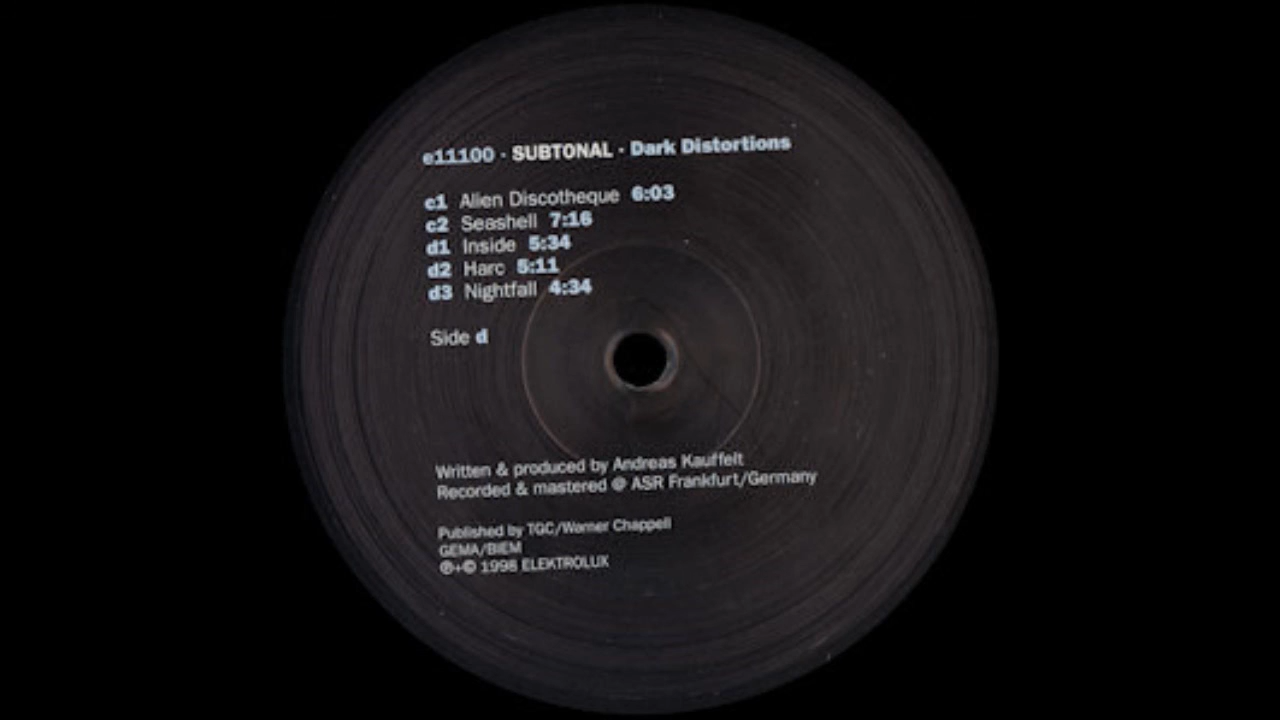 e11100 · SUBTONAL · Dark Distortions
c1 Alien Discotheque 6:03
c2 Seashell 7:16
d1 Inside 5:34
d2 Harc 5:11
d3 Nightfall 4:34
Side d
Written & produced by Andreas Kauffelt
Recorded & mastered @ ASR Frankfurt/Germany
Published by TGC/Warner Chappell
GEMA/BIEM
℗+© 1998 ELEKTROLUX